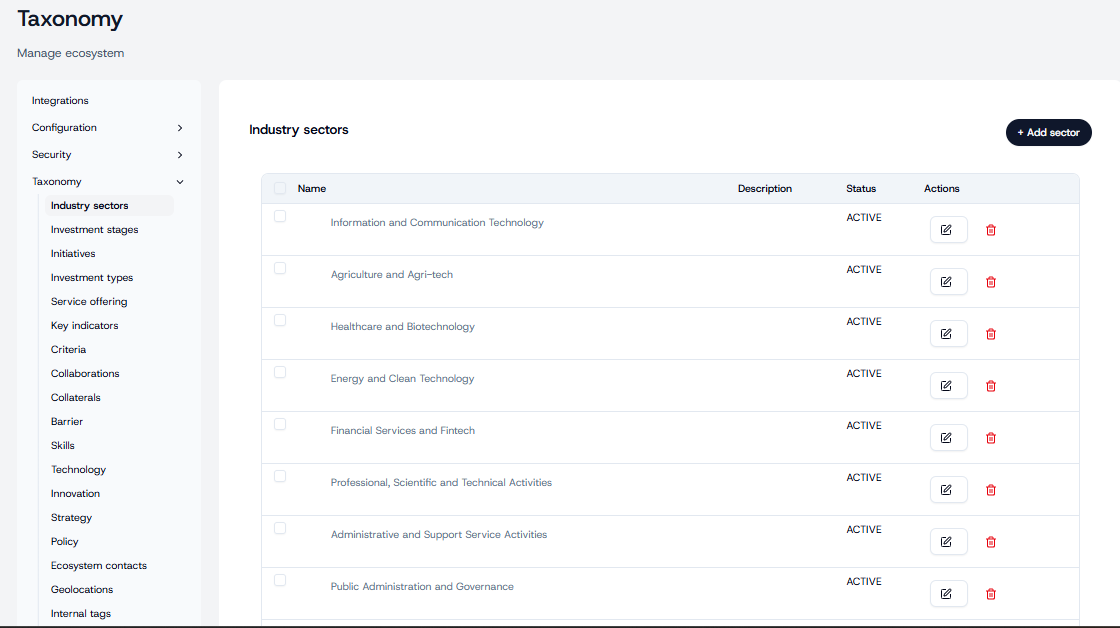 Taxonomy
Manage ecosystem
Integrations
Configuration
Security
Taxonomy
Industry sectors
Investment stages
Initiatives
Investment types
Service offering
Key indicators
Criteria
Collaborations
Collaterals
Barrier
Skills
Technology
Innovation
Strategy
Policy
Ecosystem contacts
Geolocations
Internal tags
Industry sectors
+ Add sector
Name Description Status Actions
Information and Communication Technology ACTIVE
Agriculture and Agri-tech ACTIVE
Healthcare and Biotechnology ACTIVE
Energy and Clean Technology ACTIVE
Financial Services and Fintech ACTIVE
Professional, Scientific and Technical Activities ACTIVE
Administrative and Support Service Activities ACTIVE
Public Administration and Governance ACTIVE